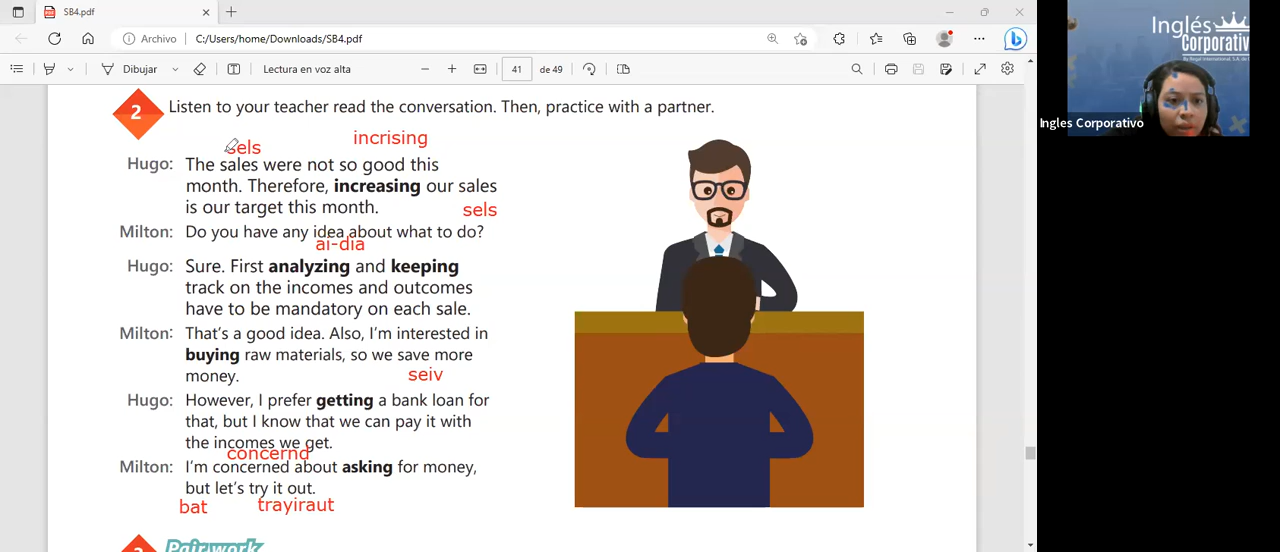 SB4.pdf
Archivo
C:/Users/home/Downloads/SB4.pdf
Dibujar
Lectura en voz alta
41
de 49
Inglés
Corporativo
Ingles Corporativo
2
Listen to your teacher read the conversation. Then, practice with a partner.
sels
incrising
Hugo: The sales were not so good this
month. Therefore, increasing our sales
is our target this month.
sels
Milton: Do you have any idea about what to do?
ai-dia
Hugo: Sure. First analyzing and keeping
track on the incomes and outcomes
have to be mandatory on each sale.
Milton: That's a good idea. Also, I'm interested in
buying raw materials, so we save more
money.
seiv
Hugo: However, I prefer getting a bank loan for
that, but I know that we can pay it with
the incomes we get.
concernd
Milton: I'm concerned about asking for money,
but let's try it out.
bat
trayiraut
3
Pair work